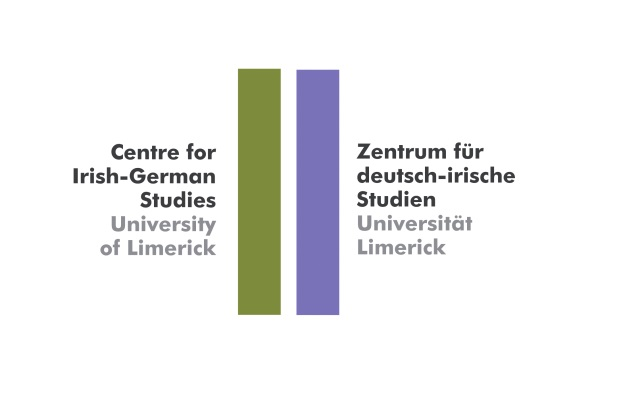 Centre for
Irish-German
Studies
University
of Limerick
Zentrum für
deutsch-irische
Studien
Universität
Limerick